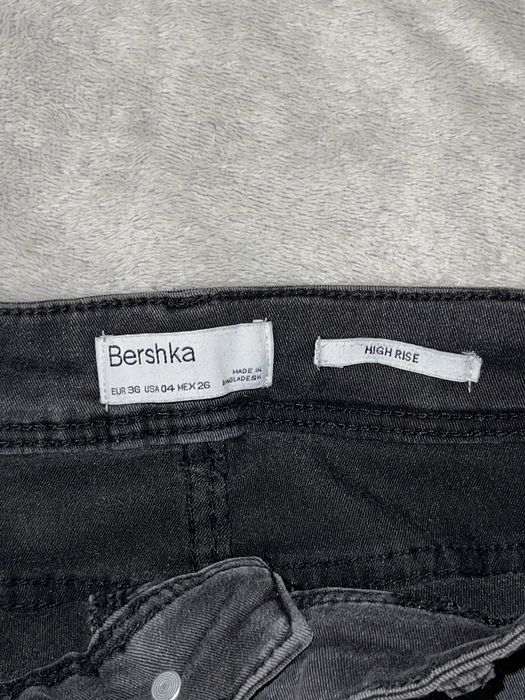 Bershka
MADE IN
BANGLADESH
EUR 36 USA 04 MEX 26
HIGH RISE